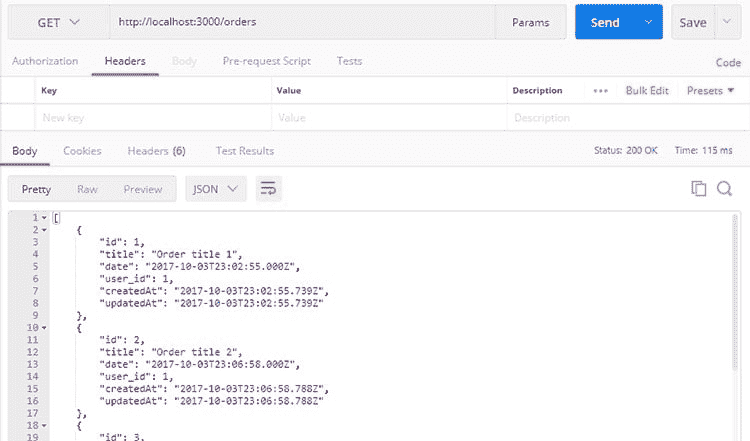 GET http://localhost:3000/orders Params Send Save
Authorization Headers Body Pre-request Script Tests Code
Key Value Description ••• Bulk Edit Presets
New key Value Description
Body Cookies Headers (6) Test Results Status: 200 OK Time: 115 ms
Pretty Raw Preview JSON
1 [
2 {
3 "id": 1,
4 "title": "Order title 1",
5 "date": "2017-10-03T23:02:55.000Z",
6 "user_id": 1,
7 "createdAt": "2017-10-03T23:02:55.739Z",
8 "updatedAt": "2017-10-03T23:02:55.739Z"
9 },
10 {
11 "id": 2,
12 "title": "Order title 2",
13 "date": "2017-10-03T23:06:58.000Z",
14 "user_id": 1,
15 "createdAt": "2017-10-03T23:06:58.788Z",
16 "updatedAt": "2017-10-03T23:06:58.788Z"
17 },
18 {
19 "id": 3,